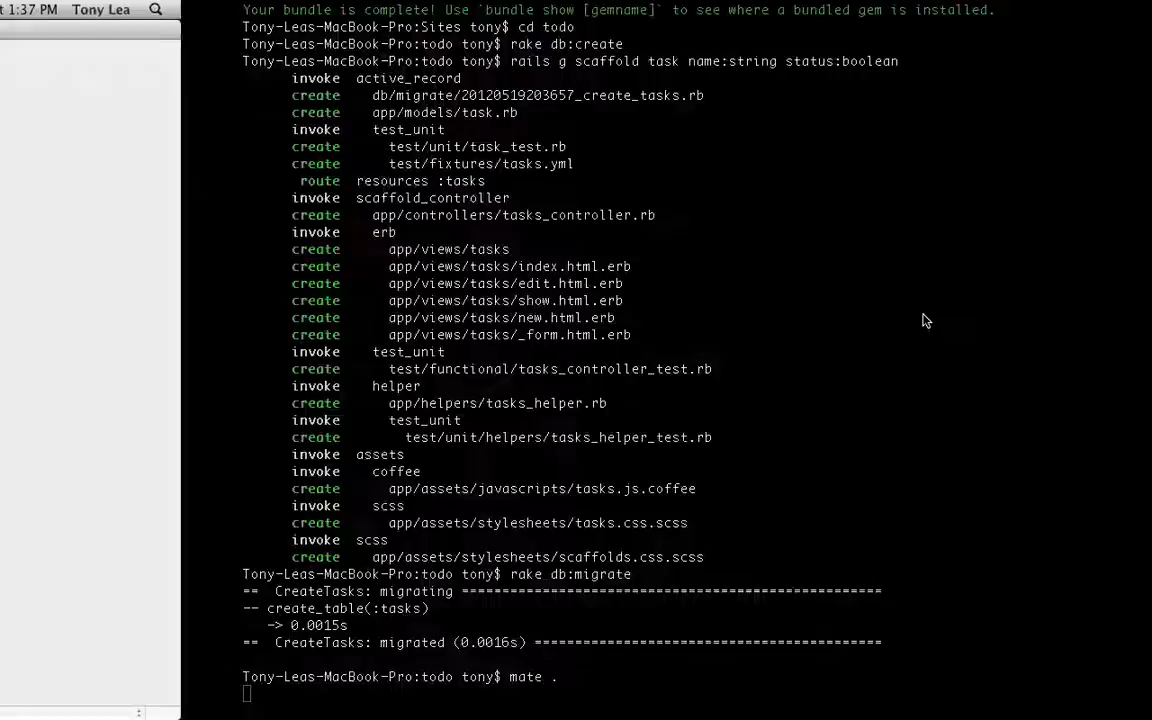 t 1:37 PM Tony Lea
Your bundle is complete! Use `bundle show [gemname]` to see where a bundled gem is installed.
Tony-Leas-MacBook-Pro:Sites tony$ cd todo
Tony-Leas-MacBook-Pro:todo tony$ rake db:create
Tony-Leas-MacBook-Pro:todo tony$ rails g scaffold task name:string status:boolean
invoke active_record
create db/migrate/20120519203657_create_tasks.rb
create app/models/task.rb
invoke test_unit
create test/unit/task_test.rb
create test/fixtures/tasks.yml
route resources :tasks
invoke scaffold_controller
create app/controllers/tasks_controller.rb
invoke erb
create app/views/tasks
create app/views/tasks/index.html.erb
create app/views/tasks/edit.html.erb
create app/views/tasks/show.html.erb
create app/views/tasks/new.html.erb
create app/views/tasks/_form.html.erb
invoke test_unit
create test/functional/tasks_controller_test.rb
invoke helper
create app/helpers/tasks_helper.rb
invoke test_unit
create test/unit/helpers/tasks_helper_test.rb
invoke assets
invoke coffee
create app/assets/javascripts/tasks.js.coffee
invoke scss
create app/assets/stylesheets/tasks.css.scss
invoke scss
create app/assets/stylesheets/scaffolds.css.scss
Tony-Leas-MacBook-Pro:todo tony$ rake db:migrate
== CreateTasks: migrating ====================================================
-- create_table(:tasks)
-> 0.0015s
== CreateTasks: migrated (0.0016s) ===========================================
Tony-Leas-MacBook-Pro:todo tony$ mate .